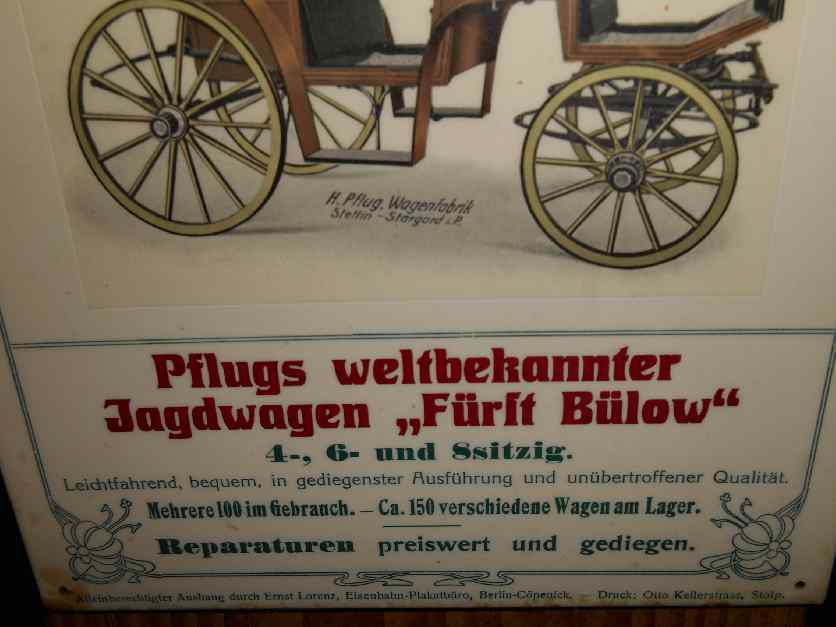 H. Pflug, Wagenfabrik
Stettin - Stargard i.P.
Pflugs weltbekannter
Jagdwagen „Fürst Bülow“
4-, 6- und 8sitzig.
Leichtfahrend, bequem, in gediegenster Ausführung und unübertroffener Qualität.
Mehrere 100 im Gebrauch. — Ca. 150 verschiedene Wagen am Lager.
Reparaturen preiswert und gediegen.
Alleinberechtigter Aushang durch Ernst Lorenz, Eisenbahn-Plakatbüro, Berlin-Cöpenick. — Druck: Otto Kellerstrass, Stolp.